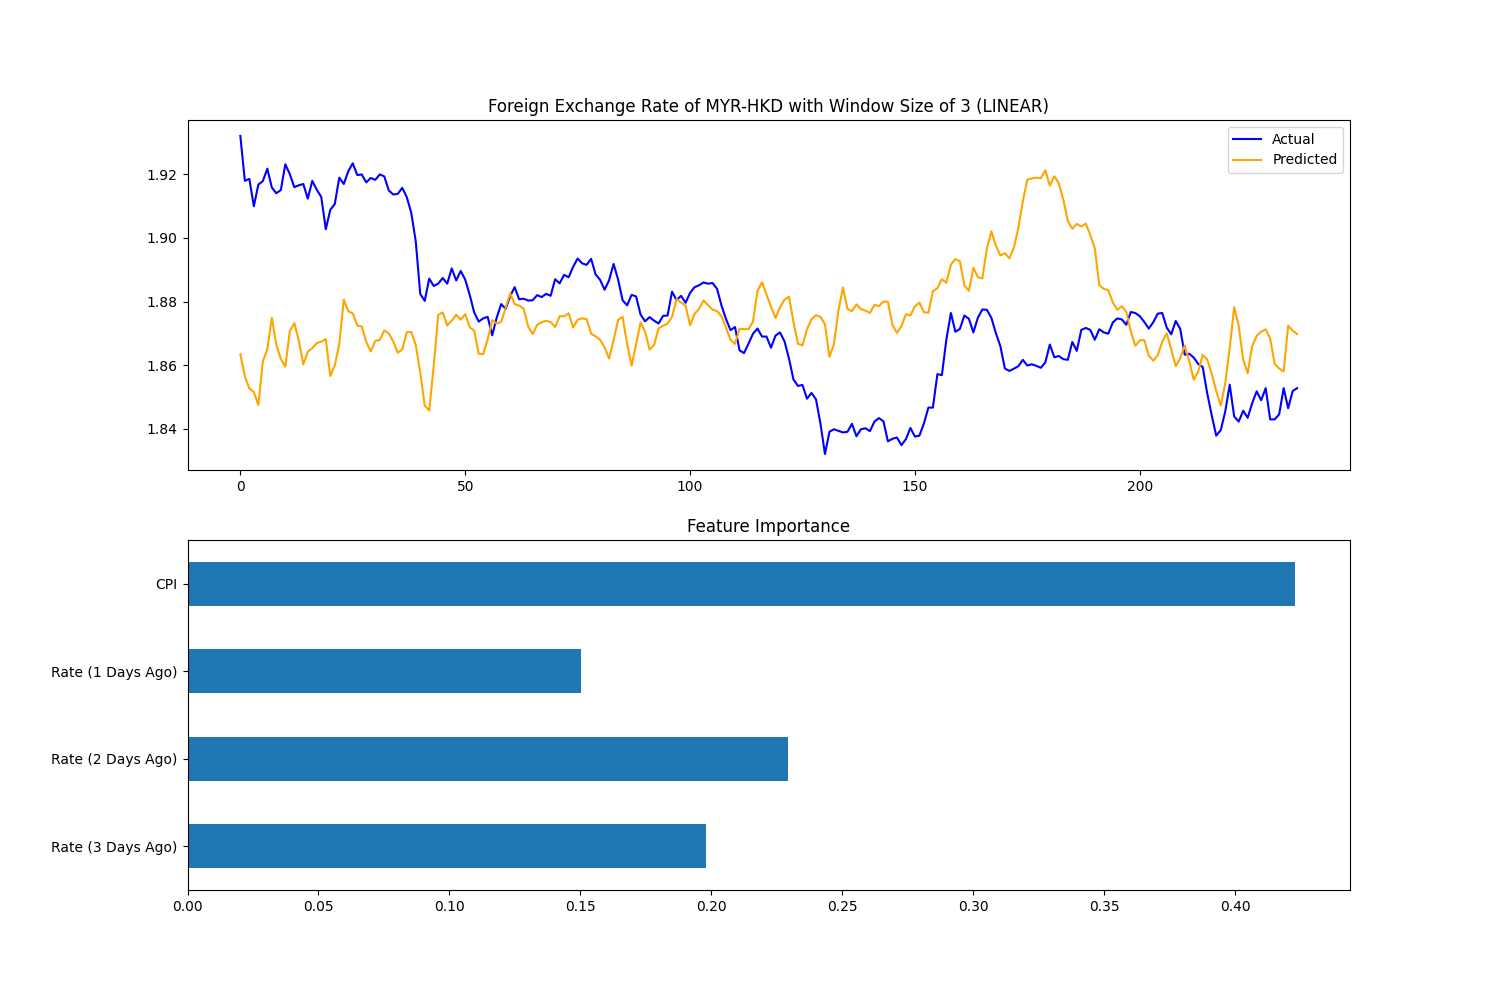 Foreign Exchange Rate of MYR-HKD with Window Size of 3 (LINEAR)
Actual
Predicted
1.92
1.90
1.88
1.86
1.84
0 50 100 150 200
Feature Importance
CPI
Rate (1 Days Ago)
Rate (2 Days Ago)
Rate (3 Days Ago)
0.00 0.05 0.10 0.15 0.20 0.25 0.30 0.35 0.40